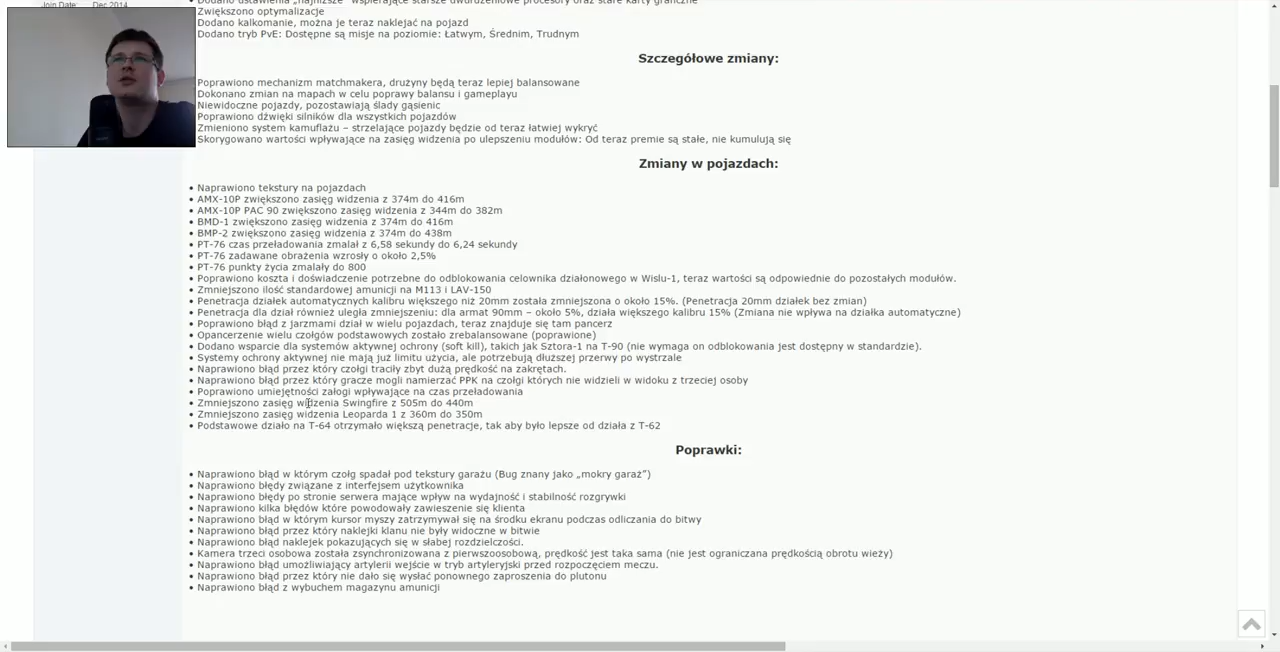 Join Date: Dec 2014
Dodano ustawienia „najniższe” wspierające starsze dwurdzeniowe procesory oraz stare karty graficzne
Zwiększono optymalizacje
Dodano kalkomanie, można je teraz naklejać na pojazd
Dodano tryb PvE: Dostępne są misje na poziomie: Łatwym, Średnim, Trudnym
Szczegółowe zmiany:
Poprawiono mechanizm matchmakera, drużyny będą teraz lepiej balansowane
Dokonano zmian na mapach w celu poprawy balansu i gameplayu
Niewidoczne pojazdy, pozostawiają ślady gąsienic
Poprawiono dźwięki silników dla wszystkich pojazdów
Zmieniono system kamuflażu – strzelające pojazdy będzie od teraz łatwiej wykryć
Skorygowano wartości wpływające na zasięg widzenia po ulepszeniu modułów: Od teraz premie są stałe, nie kumulują się
Zmiany w pojazdach:
• Naprawiono tekstury na pojazdach
• AMX-10P zwiększono zasięg widzenia z 374m do 416m
• AMX-10P PAC 90 zwiększono zasięg widzenia z 344m do 382m
• BMD-1 zwiększono zasięg widzenia z 374m do 416m
• BMP-2 zwiększono zasięg widzenia z 374m do 438m
• PT-76 czas przeładowania zmalał z 6,58 sekundy do 6,24 sekundy
• PT-76 zadawane obrażenia wzrosły o około 2,5%
• PT-76 punkty życia zmalały do 800
• Poprawiono koszta i doświadczenie potrzebne do odblokowania celownika działonowego w Wislu-1, teraz wartości są odpowiednie do pozostałych modułów.
• Zmniejszono ilość standardowej amunicji na M113 i LAV-150
• Penetracja działek automatycznych kalibru większego niż 20mm została zmniejszona o około 15%. (Penetracja 20mm działek bez zmian)
• Penetracja dla dział również uległa zmniejszeniu: dla armat 90mm – około 5%, działa większego kalibru 15% (Zmiana nie wpływa na działka automatyczne)
• Poprawiono błąd z jarzmami dział w wielu pojazdach, teraz znajduje się tam pancerz
• Opancerzenie wielu czołgów podstawowych zostało zrebalansowane (poprawione)
• Dodano wsparcie dla systemów aktywnej ochrony (soft kill), takich jak Sztora-1 na T-90 (nie wymaga on odblokowania jest dostępny w standardzie).
• Systemy ochrony aktywnej nie mają już limitu użycia, ale potrzebują dłuższej przerwy po wystrzale
• Naprawiono błąd przez który czołgi traciły zbyt dużą prędkość na zakrętach.
• Naprawiono błąd przez który gracze mogli namierzać PPK na czołgi których nie widzieli w widoku z trzeciej osoby
• Poprawiono umiejętności załogi wpływające na czas przeładowania
• Zmniejszono zasięg widzenia Swingfire z 505m do 440m
• Zmniejszono zasięg widzenia Leoparda 1 z 360m do 350m
• Podstawowe działo na T-64 otrzymało większą penetracje, tak aby było lepsze od działa z T-62
Poprawki:
• Naprawiono błąd w którym czołg spadał pod tekstury garażu (Bug znany jako „mokry garaż”)
• Naprawiono błędy związane z interfejsem użytkownika
• Naprawiono błędy po stronie serwera mające wpływ na wydajność i stabilność rozgrywki
• Naprawiono kilka błędów które powodowały zawieszenie się klienta
• Naprawiono błąd w którym kursor myszy zatrzymywał się na środku ekranu podczas odliczania do bitwy
• Naprawiono błąd przez który naklejki klanu nie były widoczne w bitwie
• Naprawiono błąd naklejek pokazujących się w słabej rozdzielczości.
• Kamera trzeci osobowa została zsynchronizowana z pierwszoosobową, prędkość jest taka sama (nie jest ograniczana prędkością obrotu wieży)
• Naprawiono błąd umożliwiający artylerii wejście w tryb artyleryjski przed rozpoczęciem meczu.
• Naprawiono błąd przez który nie dało się wysłać ponownego zaproszenia do plutonu
• Naprawiono błąd z wybuchem magazynu amunicji